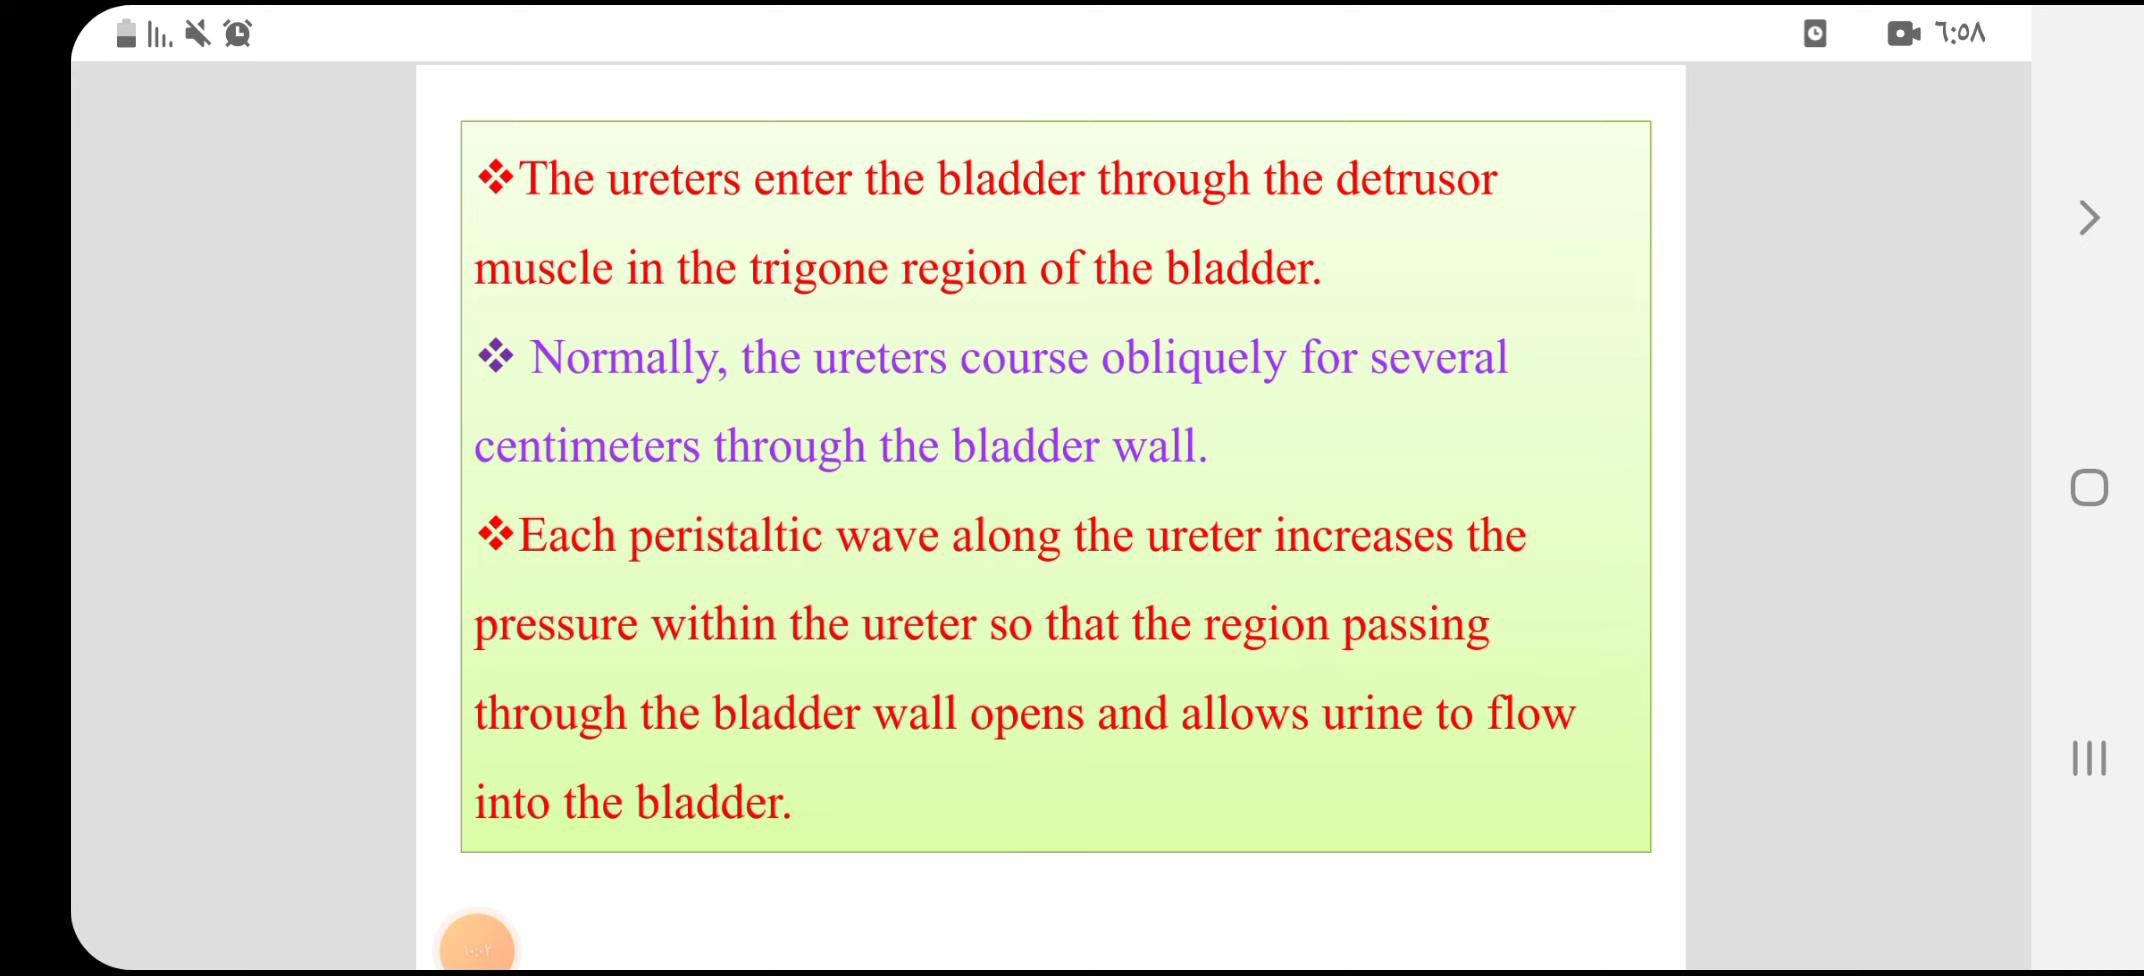 ٦:٥٨
❖The ureters enter the bladder through the detrusor
muscle in the trigone region of the bladder.
❖ Normally, the ureters course obliquely for several
centimeters through the bladder wall.
❖Each peristaltic wave along the ureter increases the
pressure within the ureter so that the region passing
through the bladder wall opens and allows urine to flow
into the bladder.
١٠:٠٢